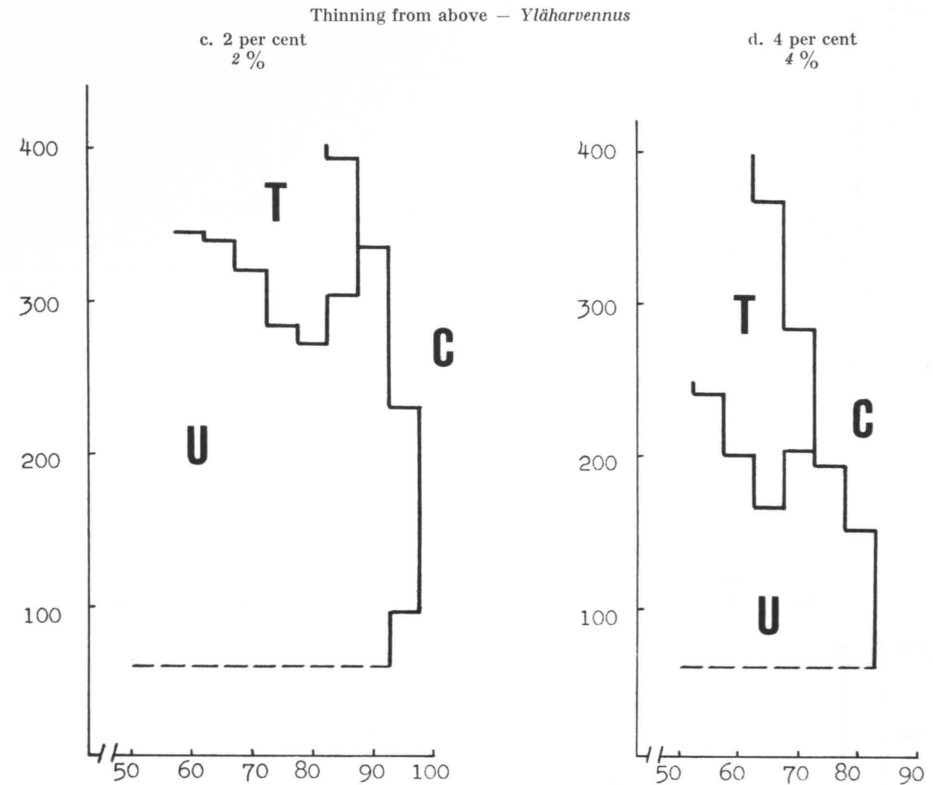 Thinning from above — Yläharvennus
c. 2 per cent
2 %
d. 4 per cent
4 %
400
300
200
100
T
U
C
50 60 70 80 90 100
400
300
200
100
T
C
U
50 60 70 80 90